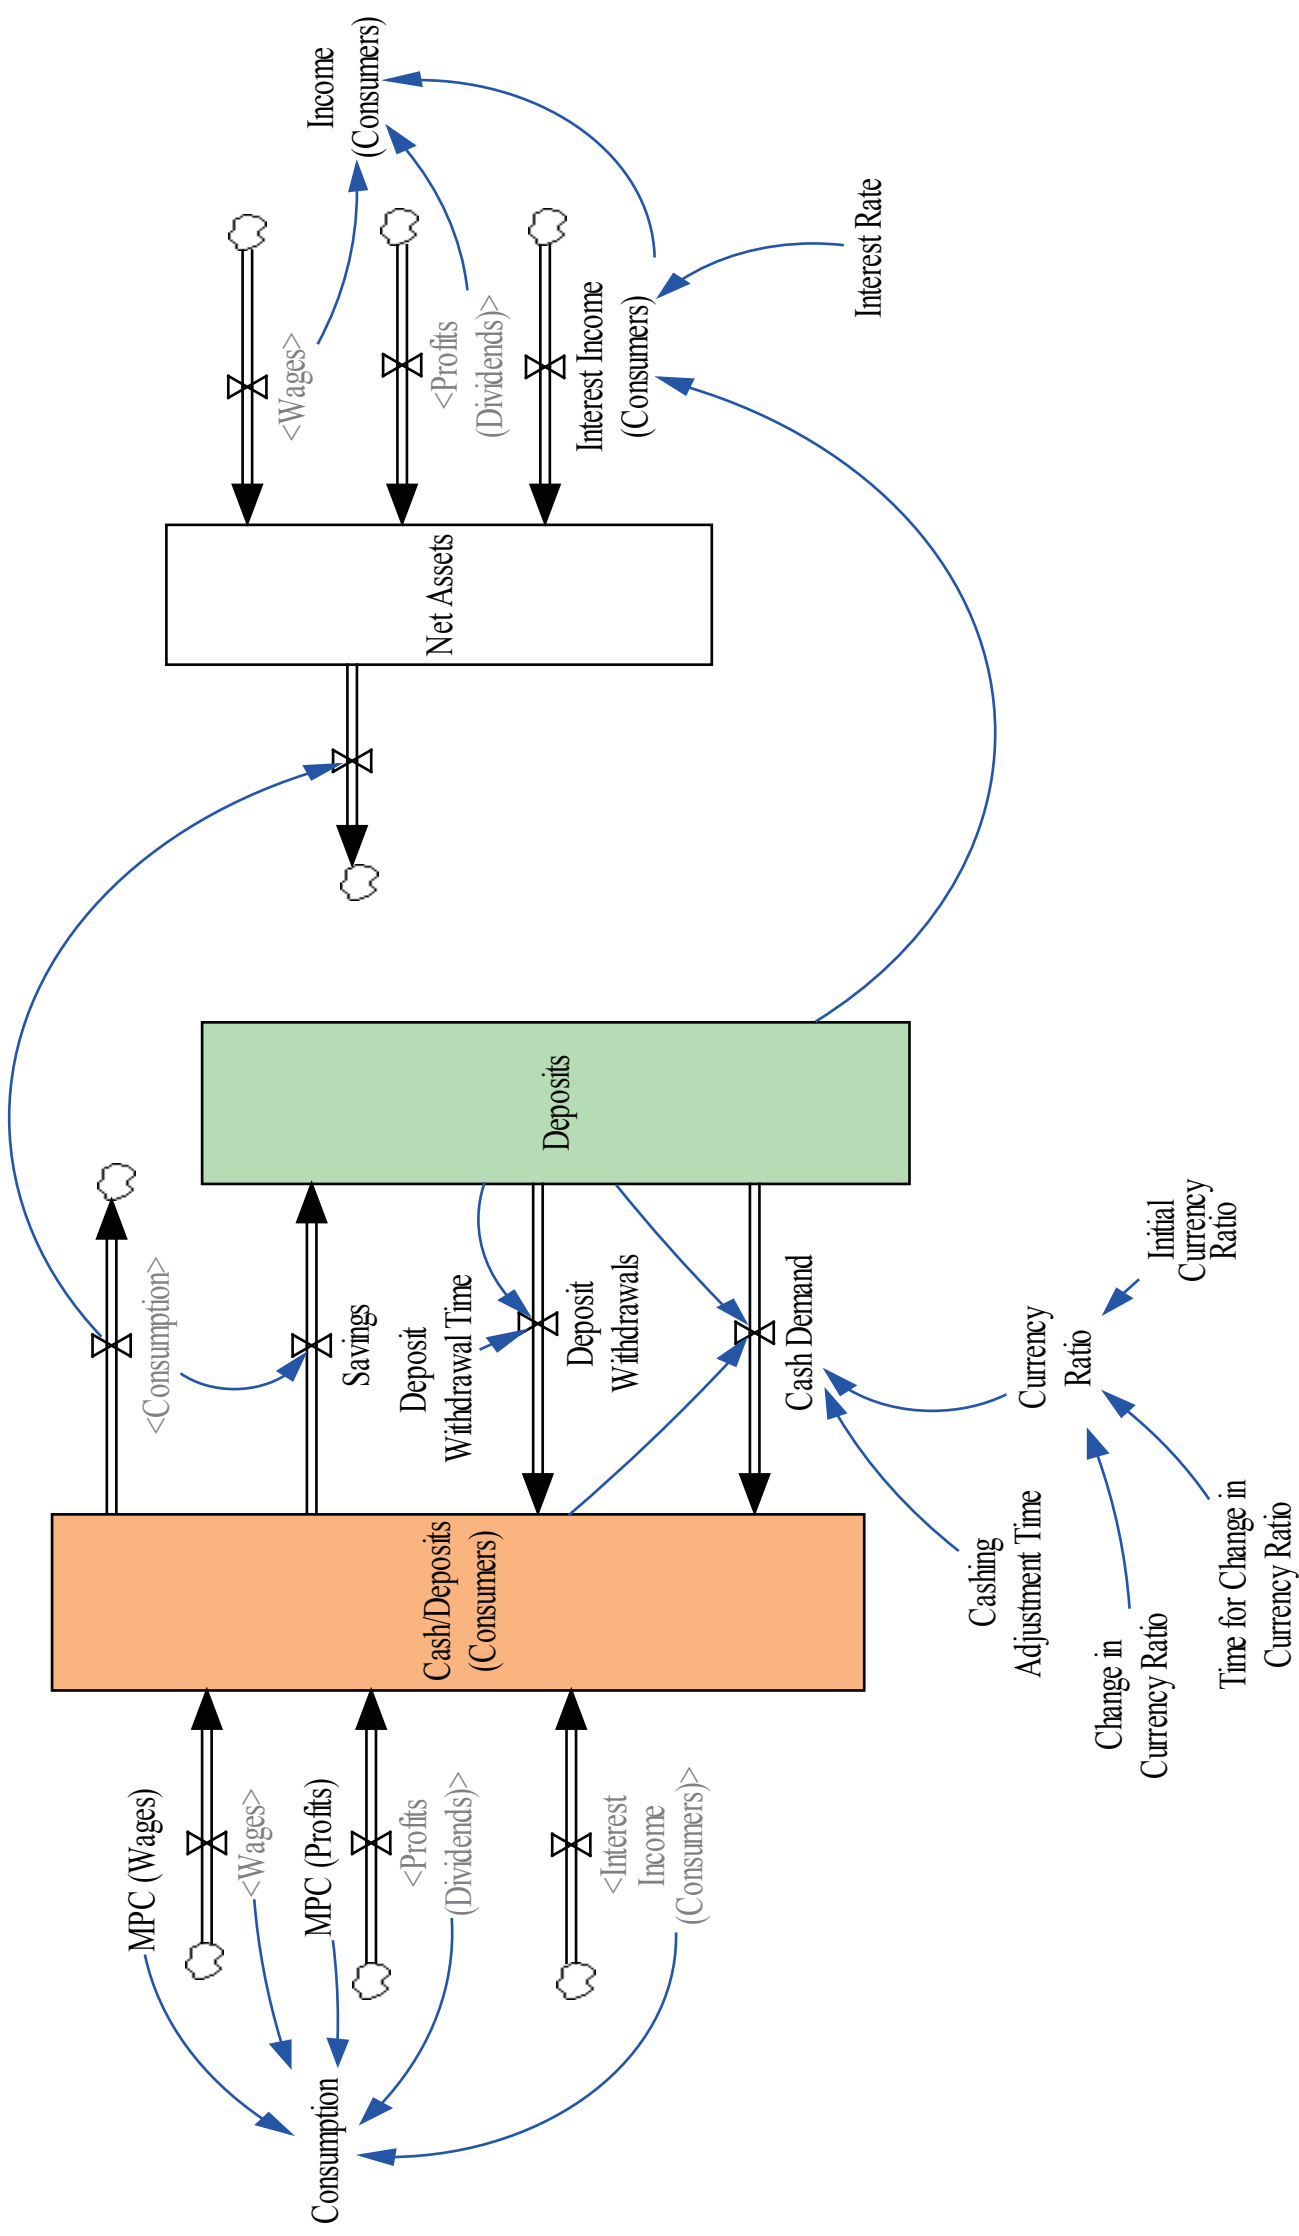 MPC (Wages)
<Wages>
MPC (Profits)
<Profits
(Dividends)>
<Interest
Income
(Consumers)>
Consumption
Cash/Deposits
(Consumers)
<Consumption>
Savings
Deposit
Withdrawal Time
Deposit
Withdrawals
Cash Demand
Cashing
Adjustment Time
Currency
Ratio
Initial
Currency
Ratio
Change in
Currency Ratio
Time for Change in
Currency Ratio
Deposits
Net Assets
<Wages>
<Profits
(Dividends)>
Interest Income
(Consumers)
Income
(Consumers)
Interest Rate